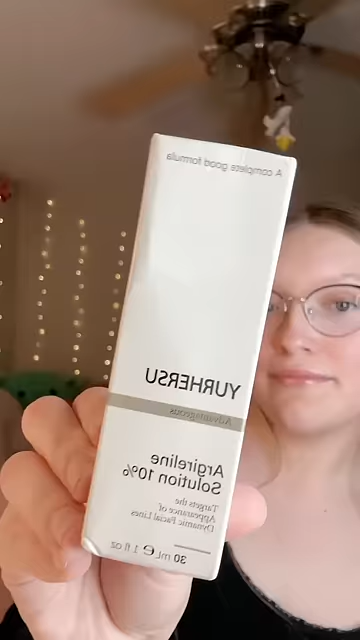 A complete good formula
YURHERSU
Advantageous
Argireline
Solution 10%
Targets the
Appearance of
Dynamic Facial Lines
30 mL ℮ 1 fl oz